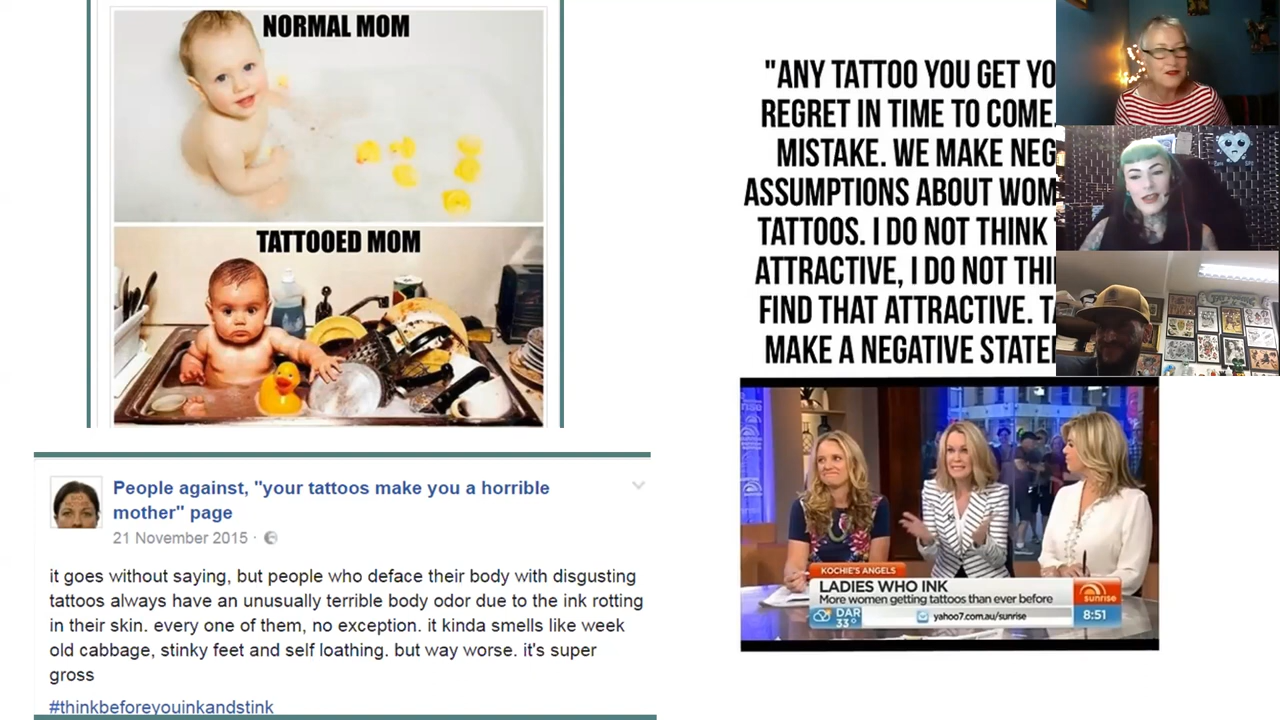 NORMAL MOM
TATTOOED MOM
People against, "your tattoos make you a horrible
mother" page
21 November 2015 ·
it goes without saying, but people who deface their body with disgusting
tattoos always have an unusually terrible body odor due to the ink rotting
in their skin. every one of them, no exception. it kinda smells like week
old cabbage, stinky feet and self loathing. but way worse. it's super
gross
#thinkbeforeyouinkandstink
"ANY TATTOO YOU GET YO
REGRET IN TIME TO COME.
MISTAKE. WE MAKE NEG
ASSUMPTIONS ABOUT WOM
TATTOOS. I DO NOT THINK
ATTRACTIVE, I DO NOT THI
FIND THAT ATTRACTIVE. T
MAKE A NEGATIVE STATE
KOCHIE'S ANGELS
LADIES WHO INK
More women getting tattoos than ever before
sunrise
DAR
33°
yahoo7.com.au/sunrise
8:51